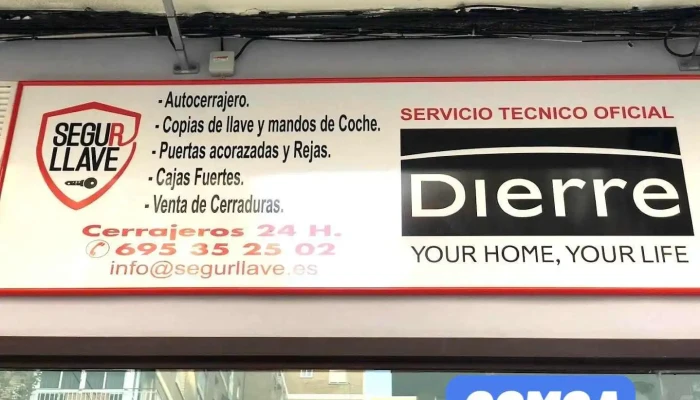 SEGUR
LLAVE
- Autocerrajero.
- Copias de llave y mandos de Coche.
- Puertas acorazadas y Rejas.
- Cajas Fuertes.
- Venta de Cerraduras.
Cerrajeros 24 H.
695 35 25 02
info@segurllave.es
SERVICIO TECNICO OFICIAL
Dierre
YOUR HOME, YOUR LIFE